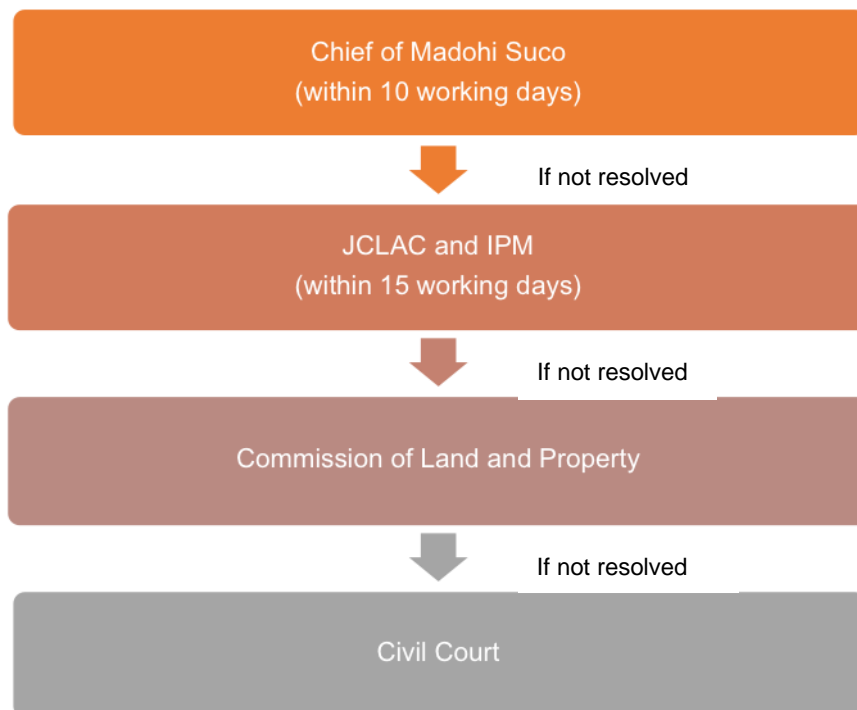 Chief of Madohi Suco
(within 10 working days)
If not resolved
JCLAC and IPM
(within 15 working days)
If not resolved
Commission of Land and Property
If not resolved
Civil Court